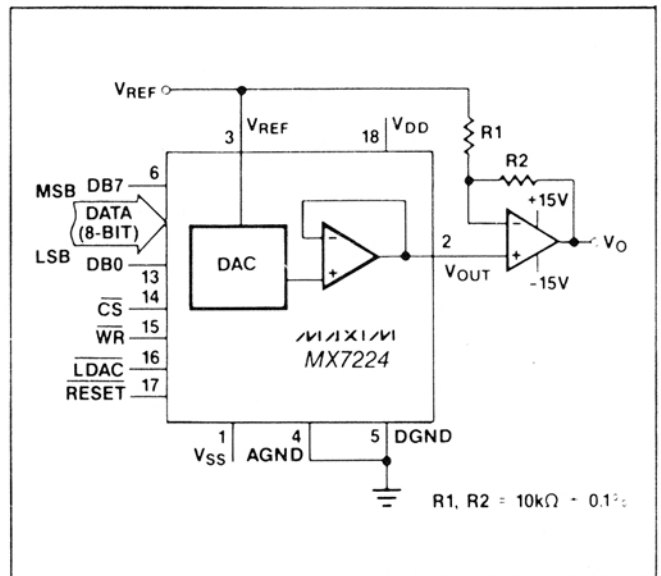 VREF
VREF
3
18
VDD
R1
R2
6
MSB DB7
DATA
(8-BIT)
LSB DB0
13
DAC
-
+
2
VOUT
-
+
+15V
-15V
VO
14
CS
15
WR
16
LDAC
17
RESET
MAXIM
MX7224
1
VSS
4
AGND
5
DGND
R1, R2 = 10kΩ